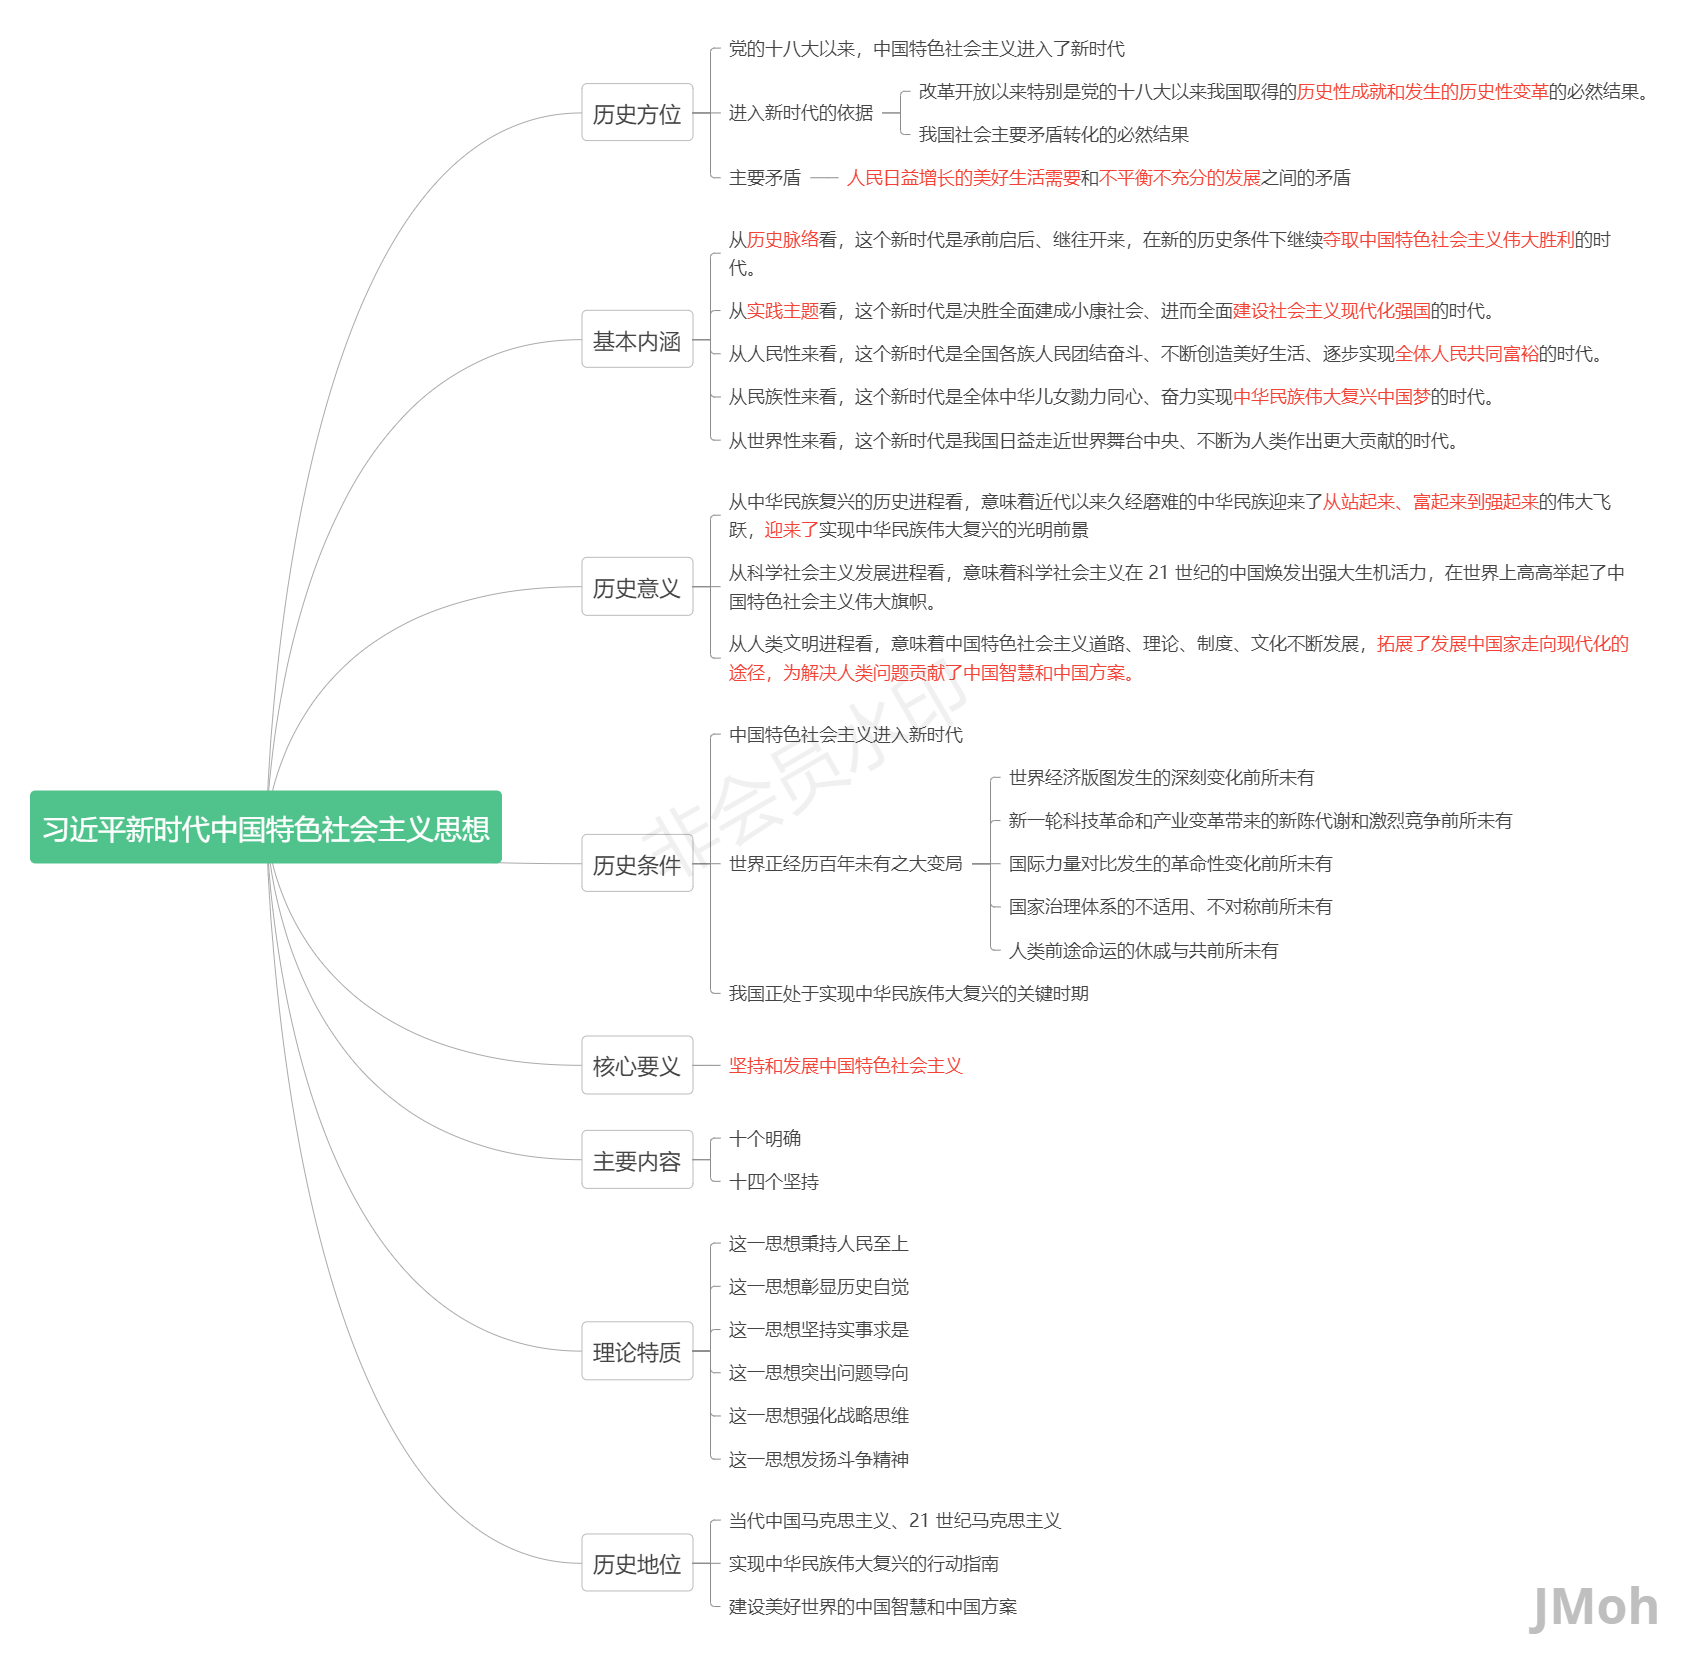 习近平新时代中国特色社会主义思想
历史方位
党的十八大以来，中国特色社会主义进入了新时代
进入新时代的依据
改革开放以来特别是党的十八大以来我国取得的历史性成就和发生的历史性变革的必然结果。
我国社会主要矛盾转化的必然结果
主要矛盾
人民日益增长的美好生活需要和不平衡不充分的发展之间的矛盾
基本内涵
从历史脉络看，这个新时代是承前启后、继往开来，在新的历史条件下继续夺取中国特色社会主义伟大胜利的时
代。
从实践主题看，这个新时代是决胜全面建成小康社会、进而全面建设社会主义现代化强国的时代。
从人民性来看，这个新时代是全国各族人民团结奋斗、不断创造美好生活、逐步实现全体人民共同富裕的时代。
从民族性来看，这个新时代是全体中华儿女勠力同心、奋力实现中华民族伟大复兴中国梦的时代。
从世界性来看，这个新时代是我国日益走近世界舞台中央、不断为人类作出更大贡献的时代。
历史意义
从中华民族复兴的历史进程看，意味着近代以来久经磨难的中华民族迎来了从站起来、富起来到强起来的伟大飞
跃，迎来了实现中华民族伟大复兴的光明前景
从科学社会主义发展进程看，意味着科学社会主义在 21 世纪的中国焕发出强大生机活力，在世界上高高举起了中
国特色社会主义伟大旗帜。
从人类文明进程看，意味着中国特色社会主义道路、理论、制度、文化不断发展，拓展了发展中国家走向现代化的
途径，为解决人类问题贡献了中国智慧和中国方案。
历史条件
中国特色社会主义进入新时代
世界正经历百年未有之大变局
世界经济版图发生的深刻变化前所未有
新一轮科技革命和产业变革带来的新陈代谢和激烈竞争前所未有
国际力量对比发生的革命性变化前所未有
国家治理体系的不适用、不对称前所未有
人类前途命运的休戚与共前所未有
我国正处于实现中华民族伟大复兴的关键时期
核心要义
坚持和发展中国特色社会主义
主要内容
十个明确
十四个坚持
理论特质
这一思想秉持人民至上
这一思想彰显历史自觉
这一思想坚持实事求是
这一思想突出问题导向
这一思想强化战略思维
这一思想发扬斗争精神
历史地位
当代中国马克思主义、21 世纪马克思主义
实现中华民族伟大复兴的行动指南
建设美好世界的中国智慧和中国方案
非会员水印
JMoh